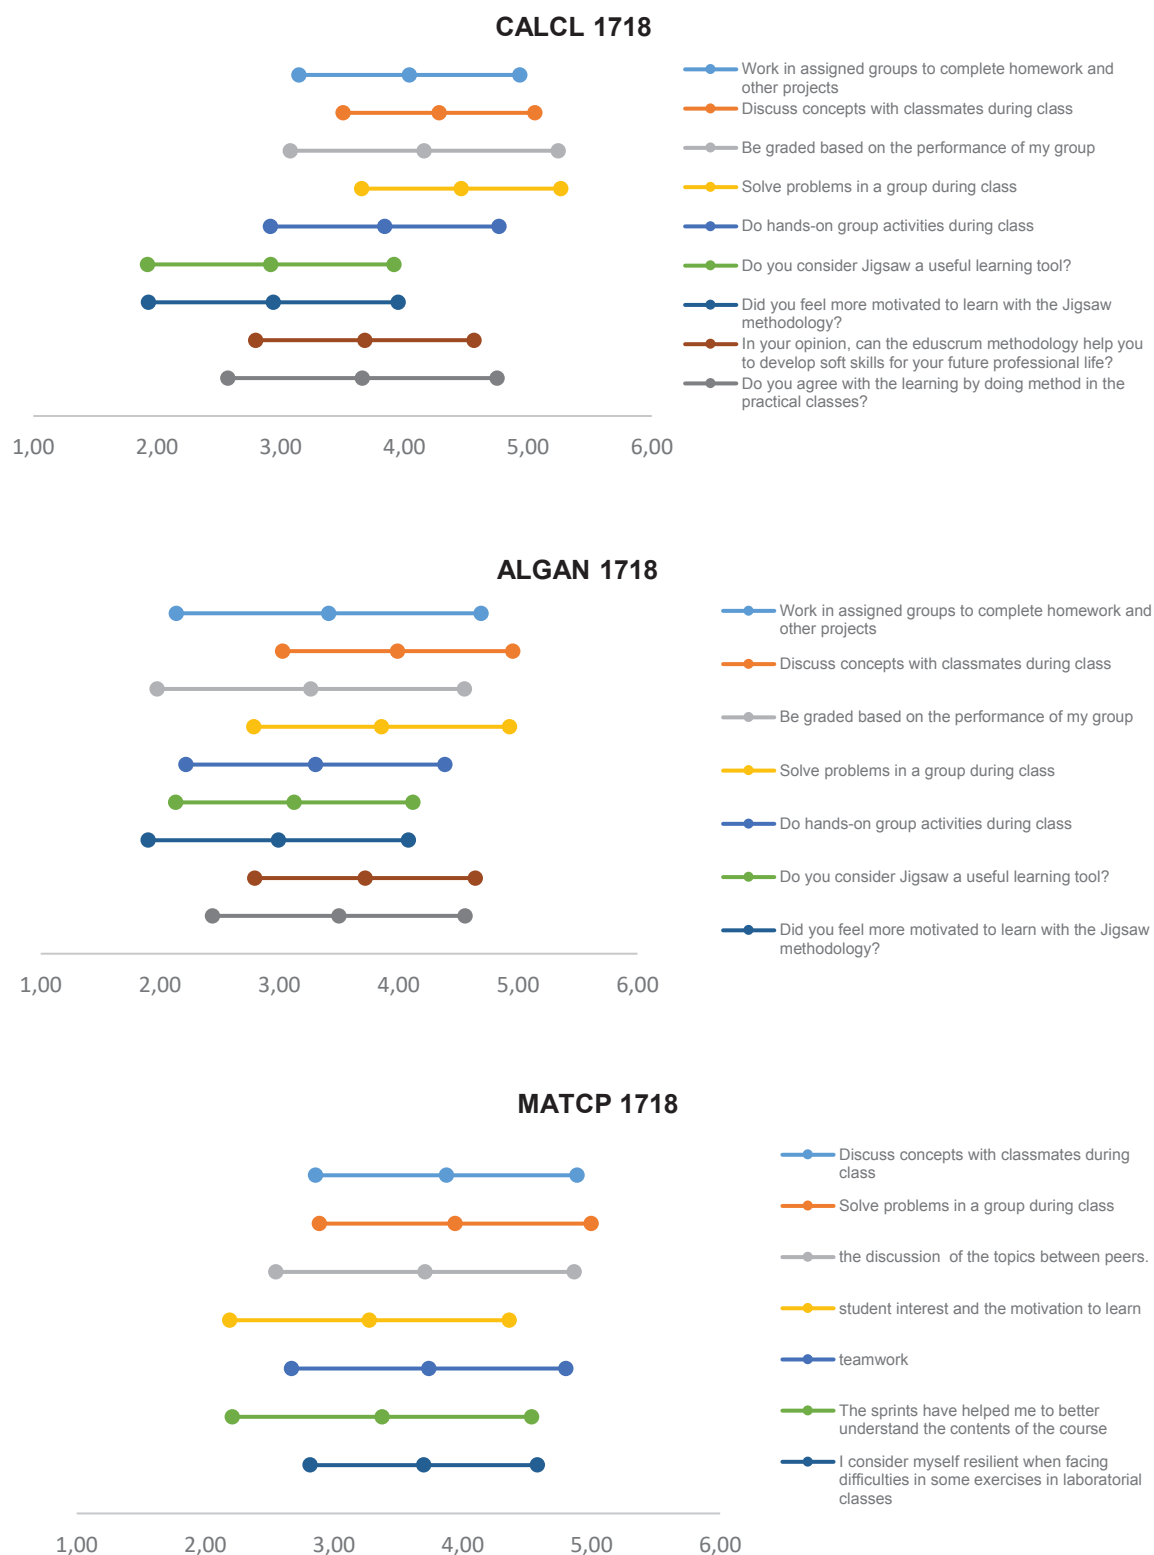 CALCL 1718
Work in assigned groups to complete homework and
other projects
Discuss concepts with classmates during class
Be graded based on the performance of my group
Solve problems in a group during class
Do hands-on group activities during class
Do you consider Jigsaw a useful learning tool?
Did you feel more motivated to learn with the Jigsaw
methodology?
In your opinion, can the eduscrum methodology help you
to develop soft skills for your future professional life?
Do you agree with the learning by doing method in the
practical classes?
1,00 2,00 3,00 4,00 5,00 6,00
ALGAN 1718
Work in assigned groups to complete homework and
other projects
Discuss concepts with classmates during class
Be graded based on the performance of my group
Solve problems in a group during class
Do hands-on group activities during class
Do you consider Jigsaw a useful learning tool?
Did you feel more motivated to learn with the Jigsaw
methodology?
1,00 2,00 3,00 4,00 5,00 6,00
MATCP 1718
Discuss concepts with classmates during
class
Solve problems in a group during class
the discussion  of the topics between peers.
student interest and the motivation to learn
teamwork
The sprints have helped me to better
understand the contents of the course
I consider myself resilient when facing
difficulties in some exercises in laboratorial
classes
1,00 2,00 3,00 4,00 5,00 6,00